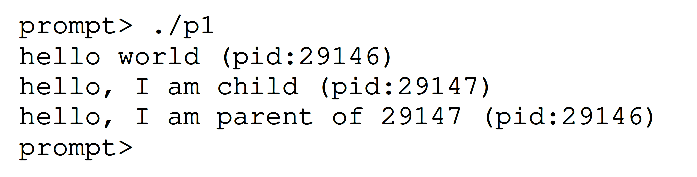 prompt> ./p1
hello world (pid:29146)
hello, I am child (pid:29147)
hello, I am parent of 29147 (pid:29146)
prompt>